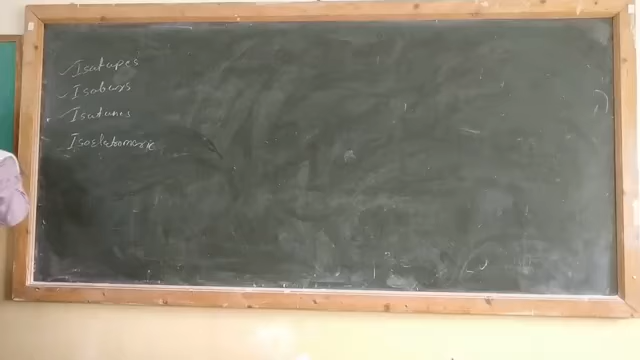 ✓ Isotopes
✓ Isobars
✓ Isotones
Isoelectronic